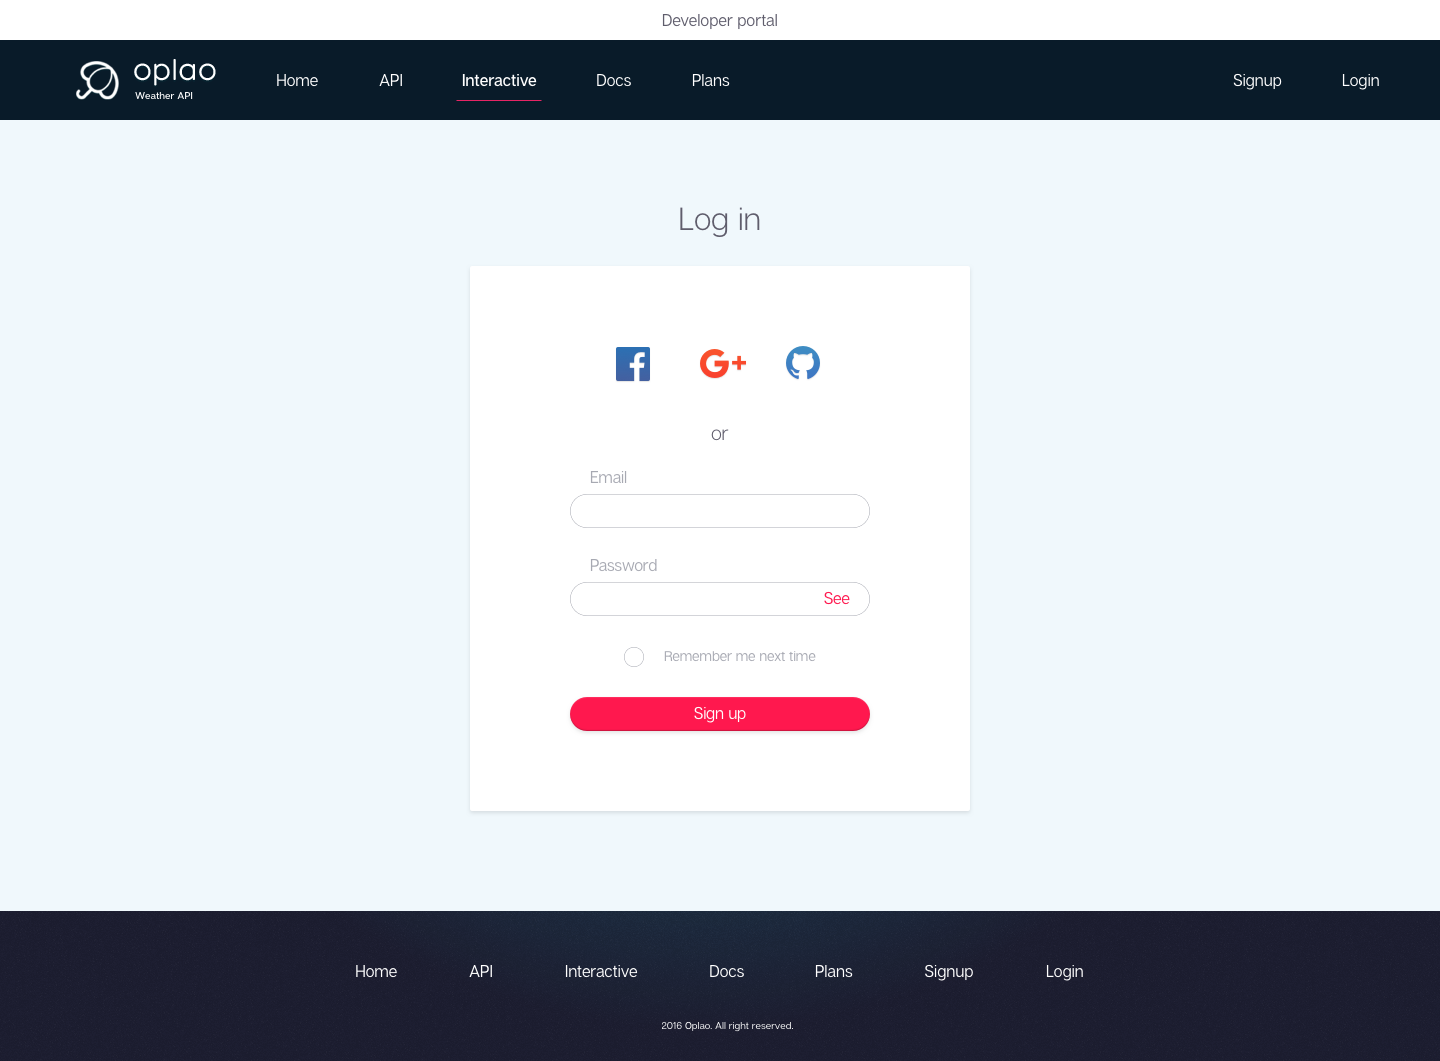 Developer portal
oplao
Weather API
Home API Interactive Docs Plans Signup Login
Log in
or
Email
Password
See
Remember me next time
Sign up
Home API Interactive Docs Plans Signup Login
2016 Oplao. All right reserved.